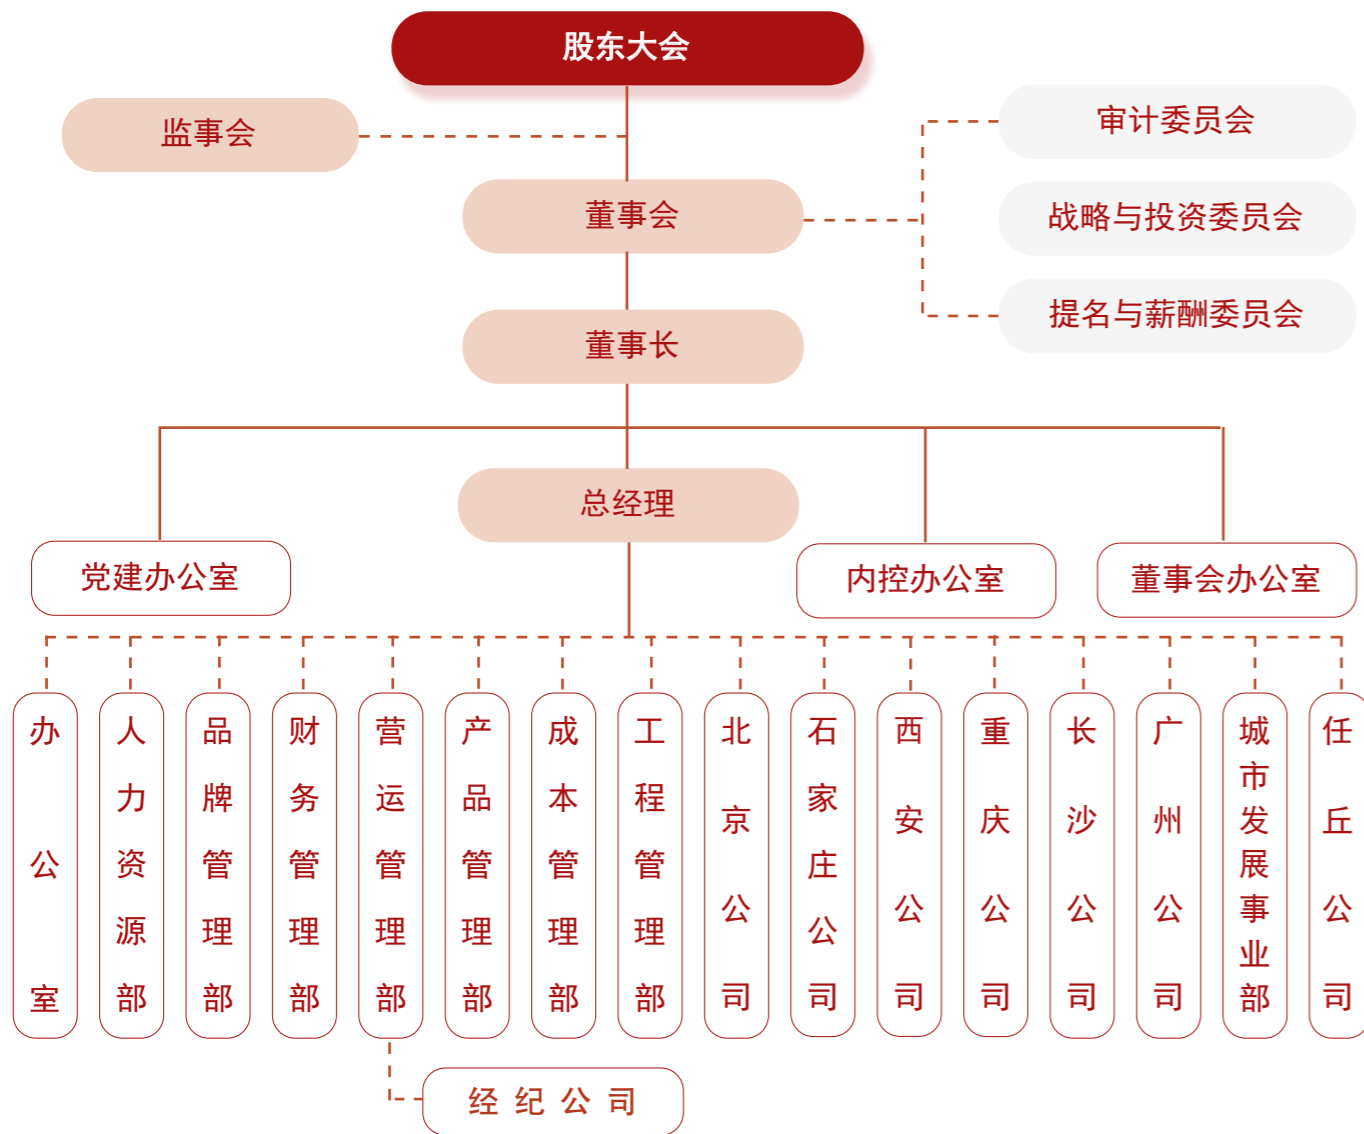 股东大会
监事会
审计委员会
董事会
战略与投资委员会
提名与薪酬委员会
董事长
总经理
党建办公室
内控办公室
董事会办公室
办公室
人力资源部
品牌管理部
财务管理部
营运管理部
产品管理部
成本管理部
工程管理部
北京公司
石家庄公司
西安公司
重庆公司
长沙公司
广州公司
城市发展事业部
任丘公司
经纪公司